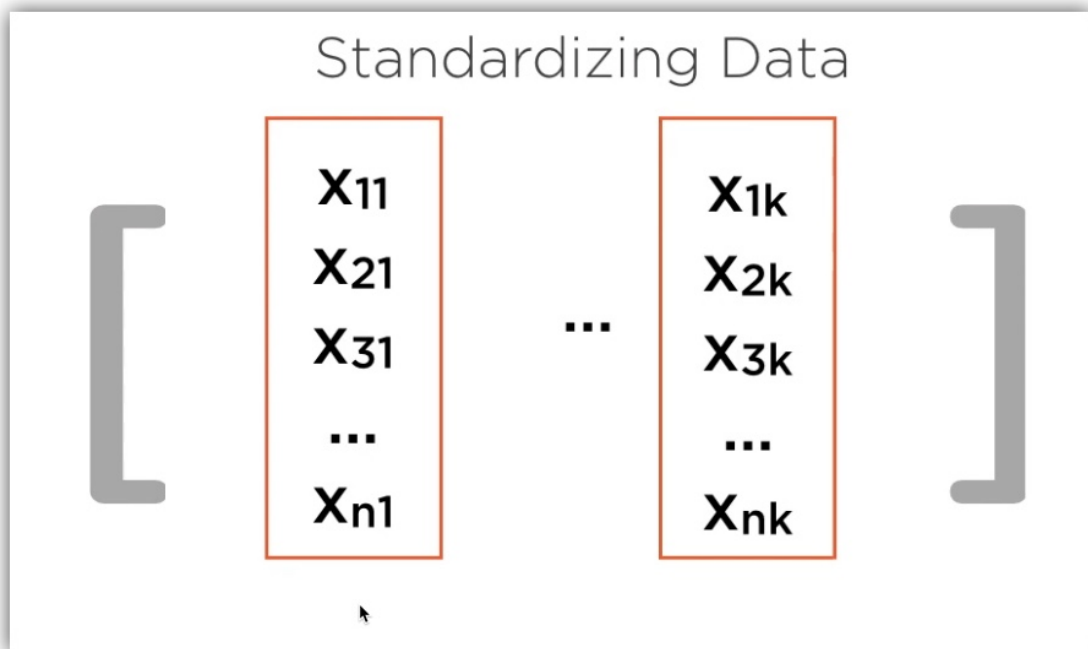 Standardizing Data
X11
X21
X31
...
Xn1
...
X1k
X2k
X3k
...
Xnk